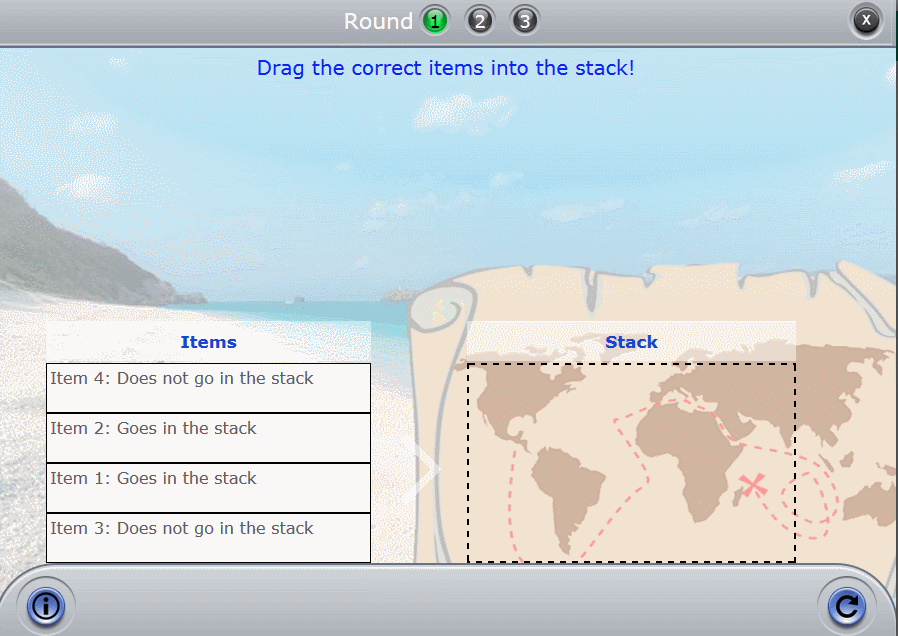 Round 1 2 3 X
Drag the correct items into the stack!
Items
Stack
Item 4: Does not go in the stack
Item 2: Goes in the stack
Item 1: Goes in the stack
Item 3: Does not go in the stack